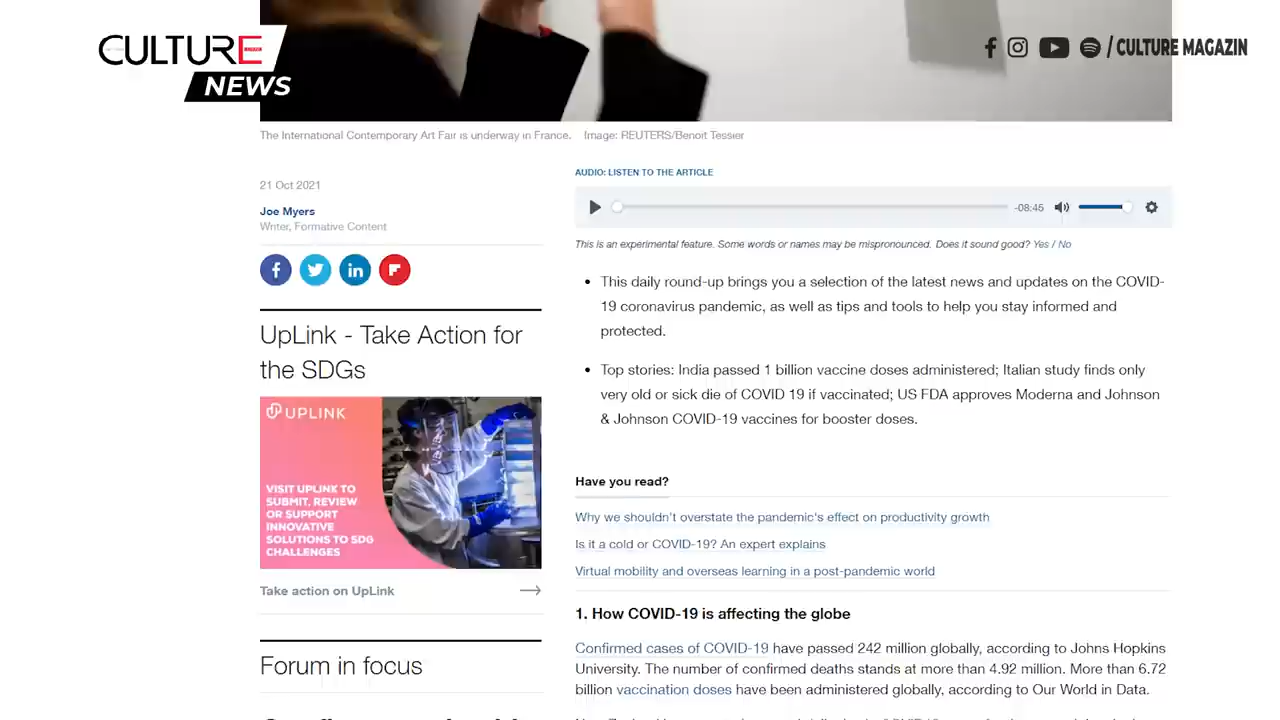 CULTURE
NEWS
/ CULTURE MAGAZIN
The International Contemporary Art Fair is underway in France. Image: REUTERS/Benoit Tessier
21 Oct 2021
Joe Myers
Writer, Formative Content
UpLink - Take Action for
the SDGs
UPLINK
VISIT UPLINK TO
SUBMIT, REVIEW
OR SUPPORT
INNOVATIVE
SOLUTIONS TO SDG
CHALLENGES
Take action on UpLink
Forum in focus
AUDIO: LISTEN TO THE ARTICLE
-08:45
This is an experimental feature. Some words or names may be mispronounced. Does it sound good? Yes / No
This daily round-up brings you a selection of the latest news and updates on the COVID-
19 coronavirus pandemic, as well as tips and tools to help you stay informed and
protected.
Top stories: India passed 1 billion vaccine doses administered; Italian study finds only
very old or sick die of COVID 19 if vaccinated; US FDA approves Moderna and Johnson
& Johnson COVID-19 vaccines for booster doses.
Have you read?
Why we shouldn't overstate the pandemic's effect on productivity growth
Is it a cold or COVID-19? An expert explains
Virtual mobility and overseas learning in a post-pandemic world
1. How COVID-19 is affecting the globe
Confirmed cases of COVID-19 have passed 242 million globally, according to Johns Hopkins
University. The number of confirmed deaths stands at more than 4.92 million. More than 6.72
billion vaccination doses have been administered globally, according to Our World in Data.